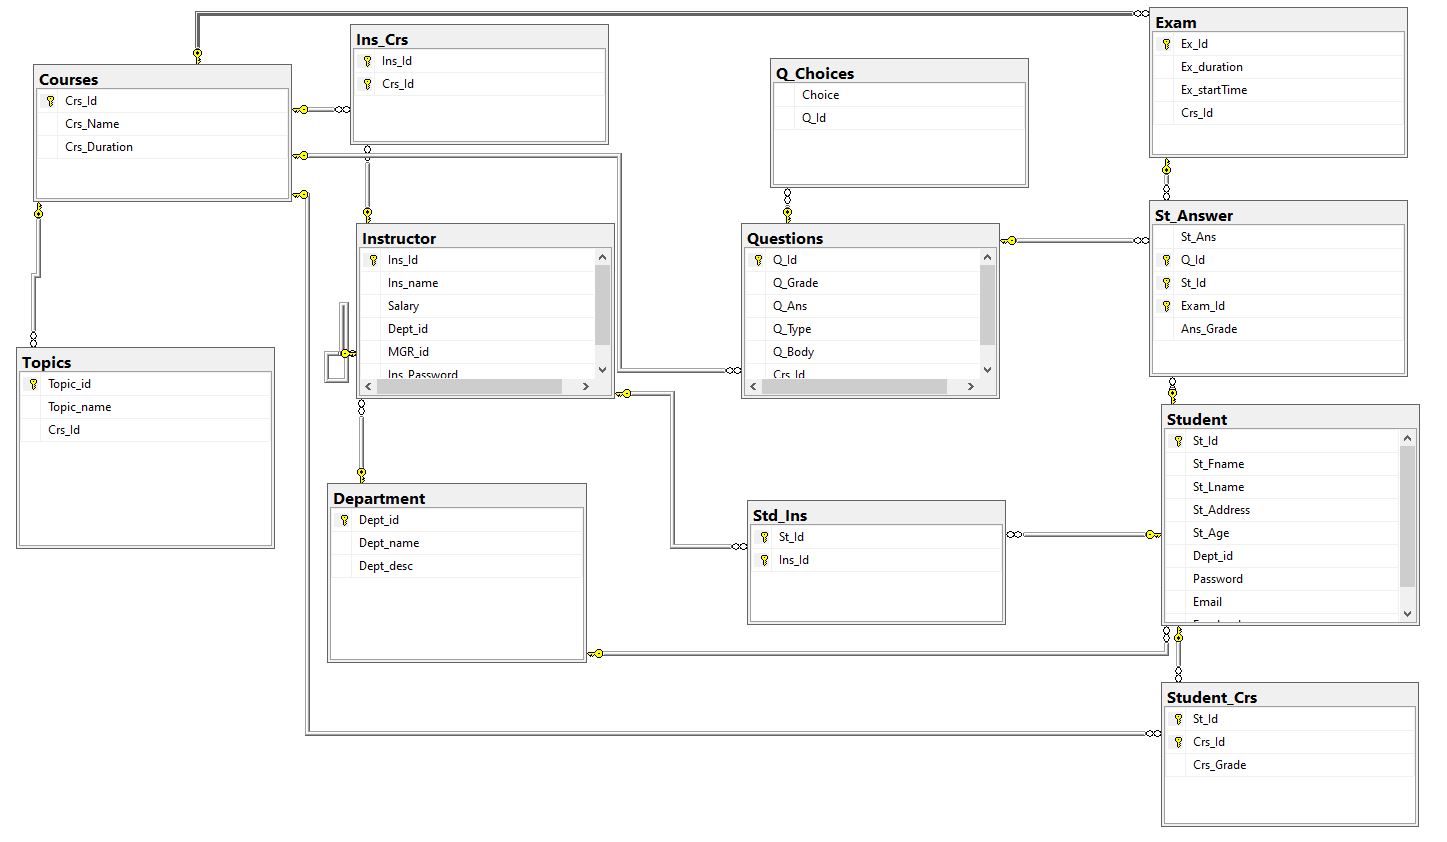 Courses
Crs_Id
Crs_Name
Crs_Duration
Ins_Crs
Ins_Id
Crs_Id
Q_Choices
Choice
Q_Id
Exam
Ex_Id
Ex_duration
Ex_startTime
Crs_Id
Instructor
Ins_Id
Ins_name
Salary
Dept_id
MGR_id
Ins_Password
Questions
Q_Id
Q_Grade
Q_Ans
Q_Type
Q_Body
Crs_Id
St_Answer
St_Ans
Q_Id
St_Id
Exam_Id
Ans_Grade
Topics
Topic_id
Topic_name
Crs_Id
Department
Dept_id
Dept_name
Dept_desc
Std_Ins
St_Id
Ins_Id
Student
St_Id
St_Fname
St_Lname
St_Address
St_Age
Dept_id
Password
Email
Student_Crs
St_Id
Crs_Id
Crs_Grade